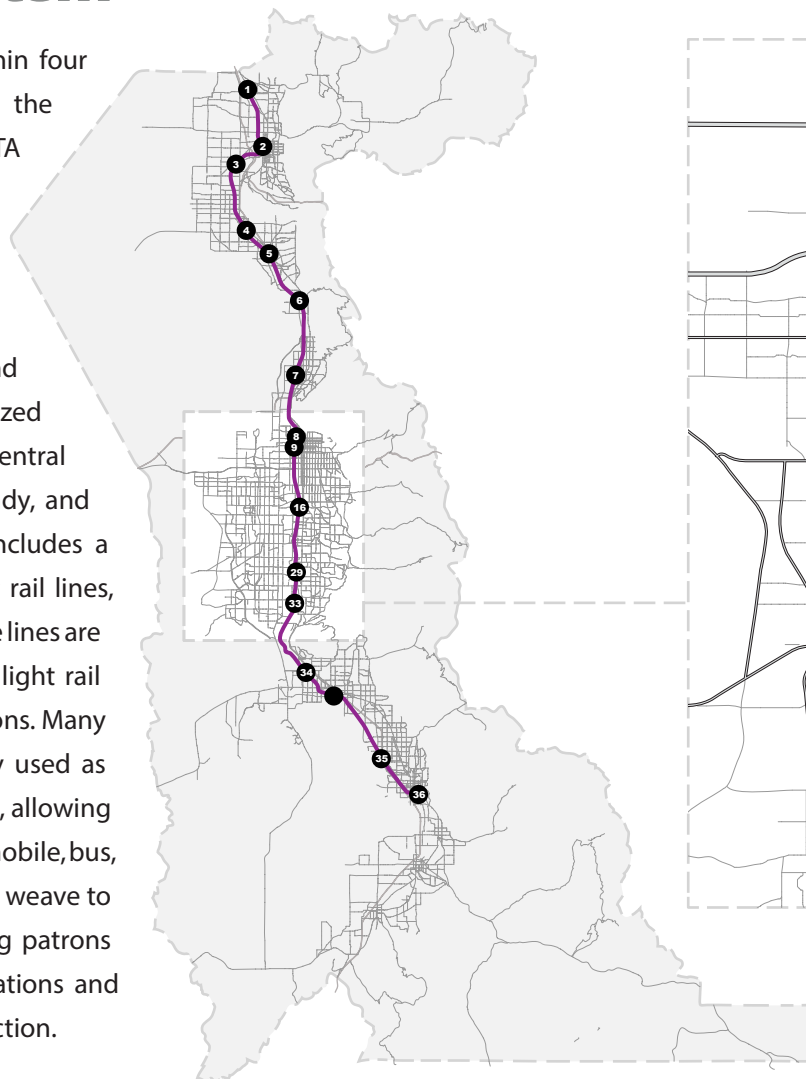 hin four
the
TA
nd
zed
entral
dy, and
ncludes a
rail lines,
e lines are
light rail
ons. Many
y used as
, allowing
nobile, bus,
weave to
g patrons
ations and
ction.
1
2
3
4
5
6
7
8
9
16
29
33
34
35
36